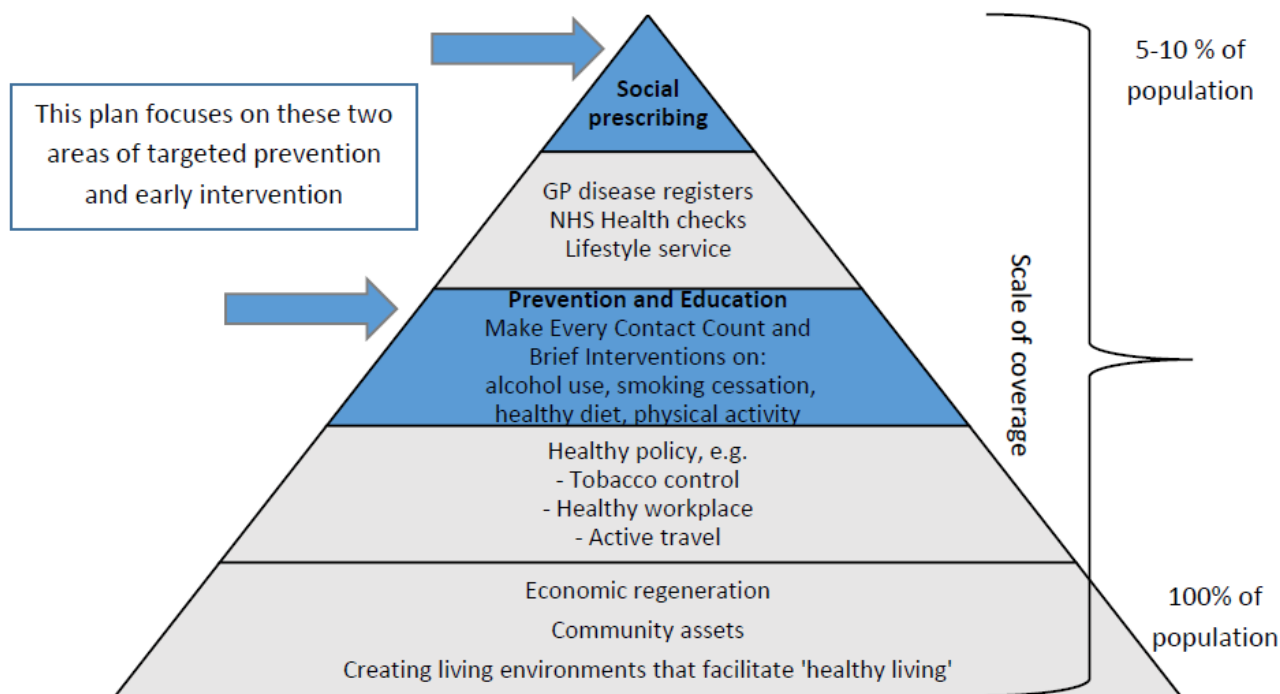 This plan focuses on these two
areas of targeted prevention
and early intervention
Social
prescribing
GP disease registers
NHS Health checks
Lifestyle service
Prevention and Education
Make Every Contact Count and
Brief Interventions on:
alcohol use, smoking cessation,
healthy diet, physical activity
Healthy policy, e.g.
- Tobacco control
- Healthy workplace
- Active travel
Economic regeneration
Community assets
Creating living environments that facilitate 'healthy living'
5-10 % of
population
Scale of coverage
100% of
population